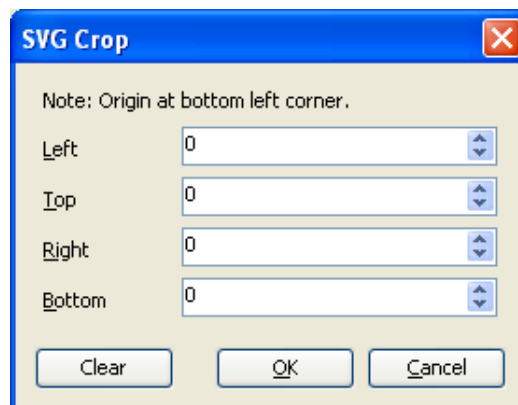 SVG Crop
Note: Origin at bottom left corner.
Left 0
Top 0
Right 0
Bottom 0
Clear OK Cancel